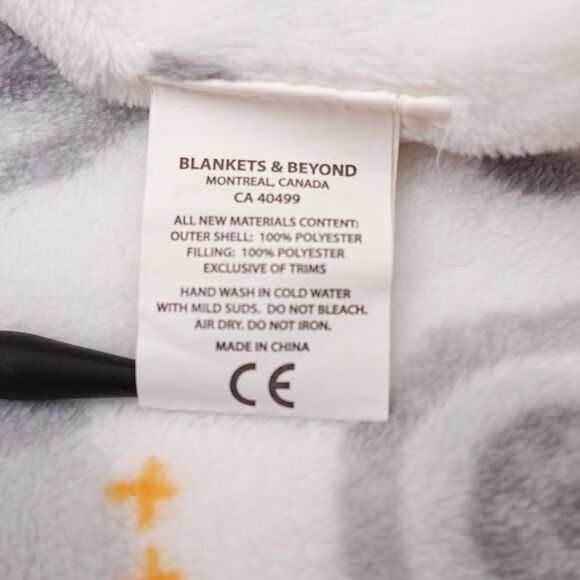 BLANKETS & BEYOND
MONTREAL, CANADA
CA 40499
ALL NEW MATERIALS CONTENT:
OUTER SHELL: 100% POLYESTER
FILLING: 100% POLYESTER
EXCLUSIVE OF TRIMS
HAND WASH IN COLD WATER
WITH MILD SUDS. DO NOT BLEACH.
AIR DRY. DO NOT IRON.
MADE IN CHINA
CE